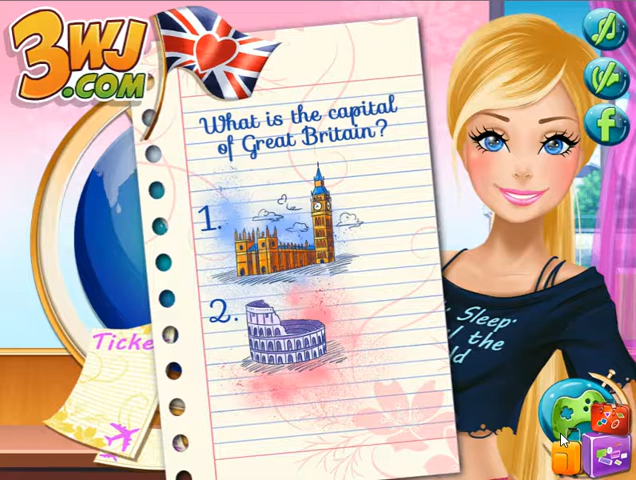 3WJ
.COM
What is the capital
of Great Britain?
1.
2.
Ticke
Sleep.
the
f